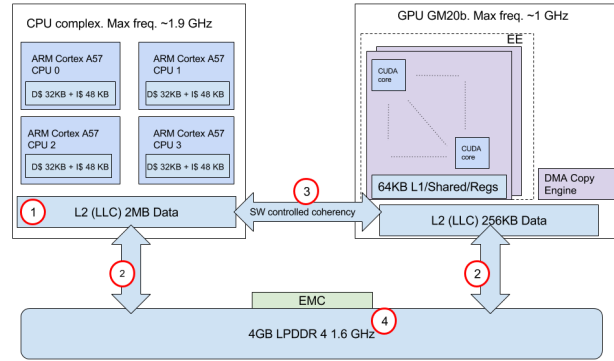 CPU complex. Max freq. ~1.9 GHz
ARM Cortex A57
CPU 0
D$ 32KB + I$ 48 KB
ARM Cortex A57
CPU 1
D$ 32KB + I$ 48 KB
ARM Cortex A57
CPU 2
D$ 32KB + I$ 48 KB
ARM Cortex A57
CPU 3
D$ 32KB + I$ 48 KB
1
L2 (LLC) 2MB Data
3
SW controlled coherency
GPU GM20b. Max freq. ~1 GHz
EE
CUDA
core
CUDA
core
64KB L1/Shared/Regs
DMA Copy
Engine
L2 (LLC) 256KB Data
2
2
EMC
4
4GB LPDDR 4 1.6 GHz